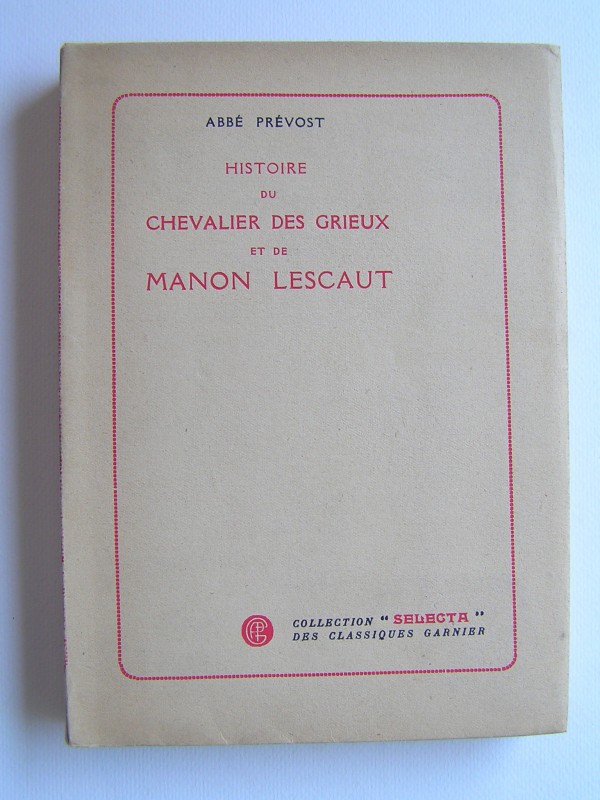 ABBÉ PRÉVOST
HISTOIRE
DU
CHEVALIER DES GRIEUX
ET DE
MANON LESCAUT
COLLECTION "SELECTA"
DES CLASSIQUES GARNIER